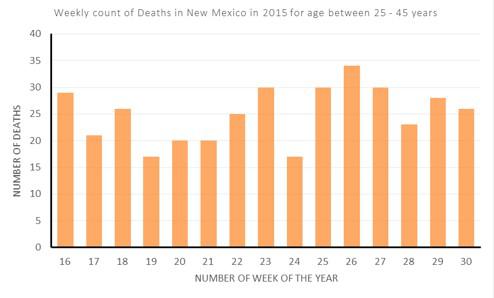 Weekly count of Deaths in New Mexico in 2015 for age between 25 - 45 years
40
35
30
25
20
15
10
5
0
NUMBER OF DEATHS
16 17 18 19 20 21 22 23 24 25 26 27 28 29 30
NUMBER OF WEEK OF THE YEAR